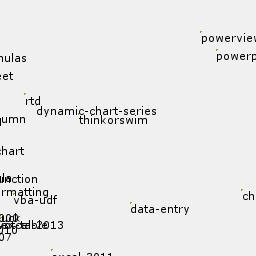 powerview
powerp
nulas
eet
rtd
dynamic-chart-series
umn
thinkorswim
chart
unction
rmatting
vba-udf
ch
data-entry
2013
07
excel-2011